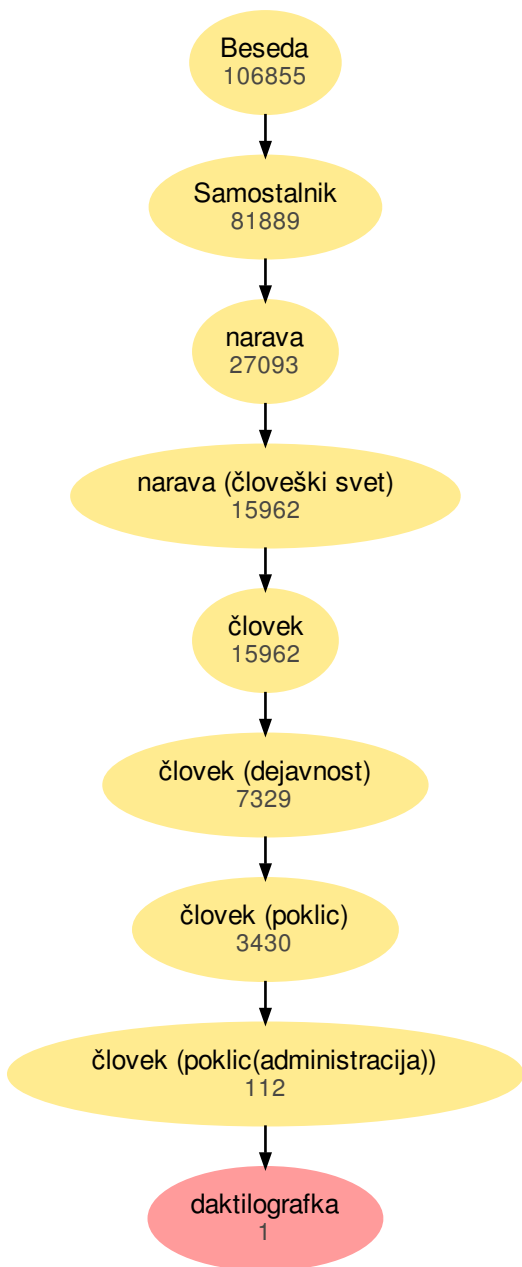 Beseda
106855
Samostalnik
81889
narava
27093
narava (človeški svet)
15962
človek
15962
človek (dejavnost)
7329
človek (poklic)
3430
človek (poklic(administracija))
112
daktilografka
1